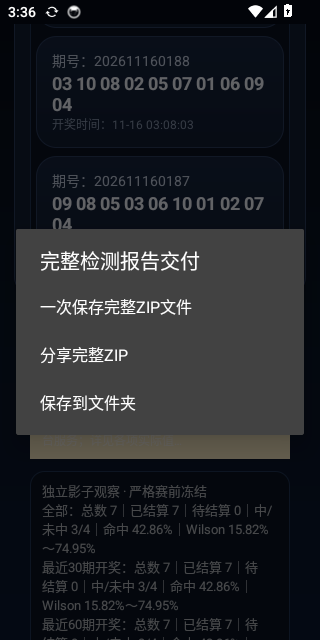 3:36
期号：202611160188
03 10 08 02 05 07 01 06 09
04
开奖时间：11-16 03:08:03
期号：202611160187
09 08 05 03 06 10 01 02 07
04
完整检测报告交付
一次保存完整ZIP文件
分享完整ZIP
保存到文件夹
独立影子观察 · 严格赛前冻结
全部：总数 7｜已结算 7｜待结算 0｜中/
未中 3/4｜命中 42.86%｜Wilson 15.82%
～74.95%
最近30期开奖：总数 7｜已结算 7｜待
结算 0｜中/未中 3/4｜命中 42.86%｜
Wilson 15.82%～74.95%
最近60期开奖：总数 7｜已结算 7｜待